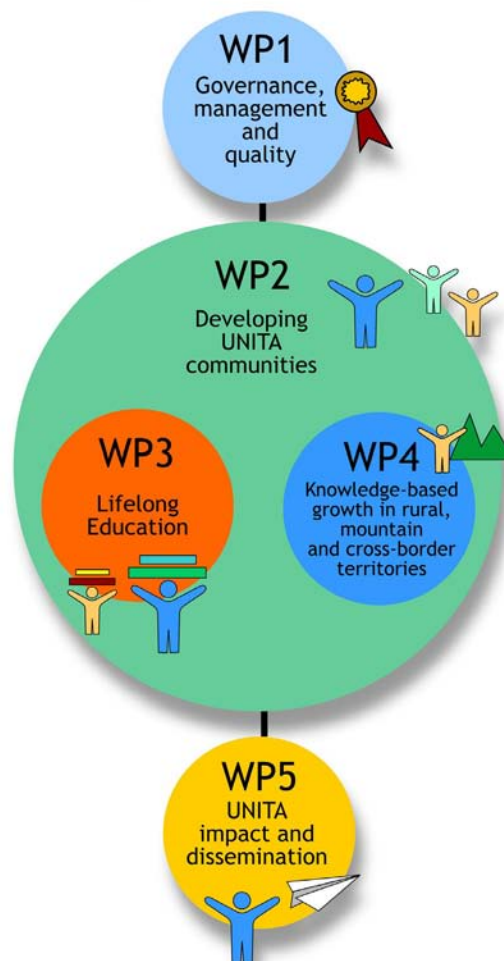 WP1
Governance,
management
and
quality
WP2
Developing
UNITA
communities
WP3
Lifelong
Education
WP4
Knowledge-based
growth in rural,
mountain
and cross-border
territories
WP5
UNITA
impact and
dissemination